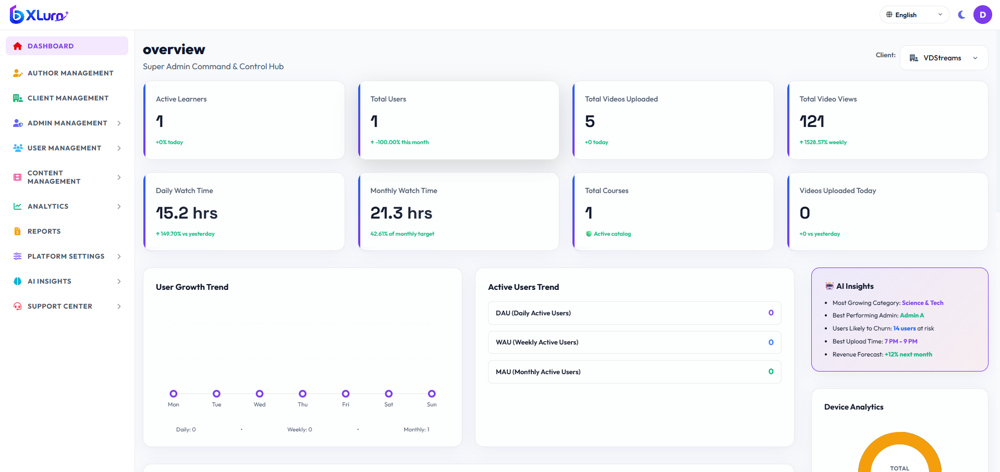 XLurn
English
D
DASHBOARD
AUTHOR MANAGEMENT
CLIENT MANAGEMENT
ADMIN MANAGEMENT
USER MANAGEMENT
CONTENT
MANAGEMENT
ANALYTICS
REPORTS
PLATFORM SETTINGS
AI INSIGHTS
SUPPORT CENTER
overview
Super Admin Command & Control Hub
Client:
VDStreams
Active Learners
1
+0% today
Total Users
1
↑ -100.00% this month
Total Videos Uploaded
5
+0 today
Total Video Views
121
↑ 1528.57% weekly
Daily Watch Time
15.2 hrs
↑ 149.70% vs yesterday
Monthly Watch Time
21.3 hrs
42.61% of monthly target
Total Courses
1
Active catalog
Videos Uploaded Today
0
+0 vs yesterday
User Growth Trend
Mon Tue Wed Thu Fri Sat Sun
Daily: 0 • Weekly: 0 • Monthly: 1
Active Users Trend
DAU (Daily Active Users) 0
WAU (Weekly Active Users) 0
MAU (Monthly Active Users) 0
AI Insights
• Most Growing Category: Science & Tech
• Best Performing Admin: Admin A
• Users Likely to Churn: 14 users at risk
• Best Upload Time: 7 PM - 9 PM
• Revenue Forecast: +12% next month
Device Analytics
TOTAL